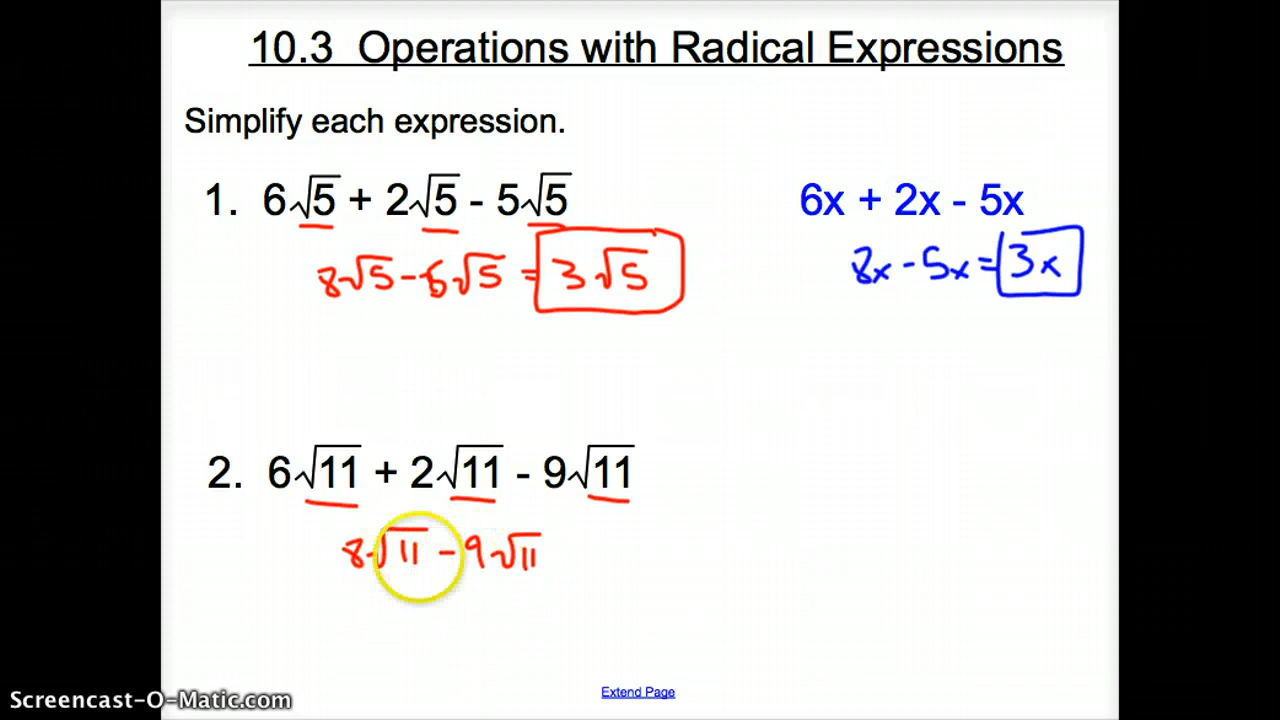 10.3 Operations with Radical Expressions
Simplify each expression.
1. 6√5 + 2√5 - 5√5
6x + 2x - 5x
8√5 - 5√5 = 3√5
8x - 5x = 3x
2. 6√11 + 2√11 - 9√11
8√11 - 9√11
Extend Page
Screencast-O-Matic.com